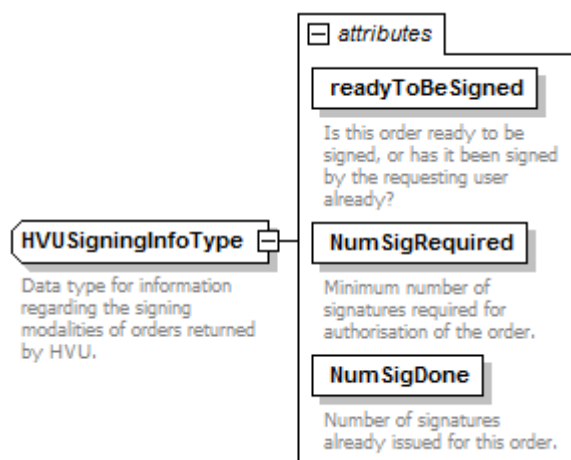 attributes
readyToBeSigned
Is this order ready to be
signed, or has it been signed
by the requesting user
already?
HVUSigningInfoType
Data type for information
regarding the signing
modalities of orders returned
by HVU.
NumSigRequired
Minimum number of
signatures required for
authorisation of the order.
NumSigDone
Number of signatures
already issued for this order.